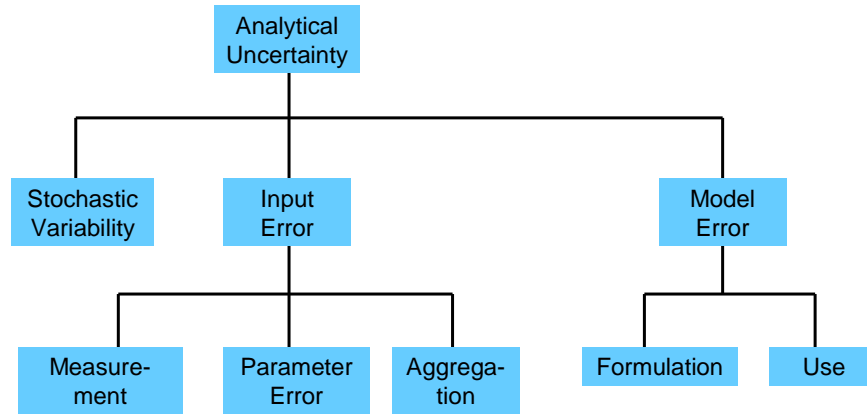 Analytical
Uncertainty
Stochastic
Variability
Input
Error
Model
Error
Measure-
ment
Parameter
Error
Aggrega-
tion
Formulation
Use